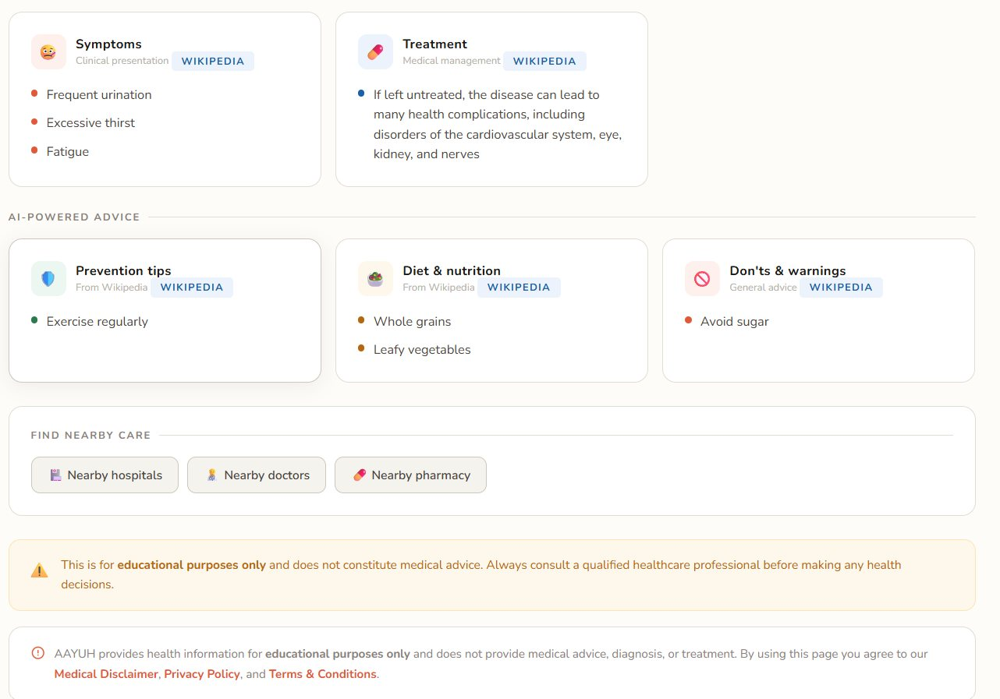 Symptoms
Clinical presentation WIKIPEDIA
Frequent urination
Excessive thirst
Fatigue
Treatment
Medical management WIKIPEDIA
If left untreated, the disease can lead to
many health complications, including
disorders of the cardiovascular system, eye,
kidney, and nerves
AI-POWERED ADVICE
Prevention tips
From Wikipedia WIKIPEDIA
Exercise regularly
Diet & nutrition
From Wikipedia WIKIPEDIA
Whole grains
Leafy vegetables
Don'ts & warnings
General advice WIKIPEDIA
Avoid sugar
FIND NEARBY CARE
Nearby hospitals
Nearby doctors
Nearby pharmacy
This is for educational purposes only and does not constitute medical advice. Always consult a qualified healthcare professional before making any health
decisions.
AAYUH provides health information for educational purposes only and does not provide medical advice, diagnosis, or treatment. By using this page you agree to our
Medical Disclaimer, Privacy Policy, and Terms & Conditions.